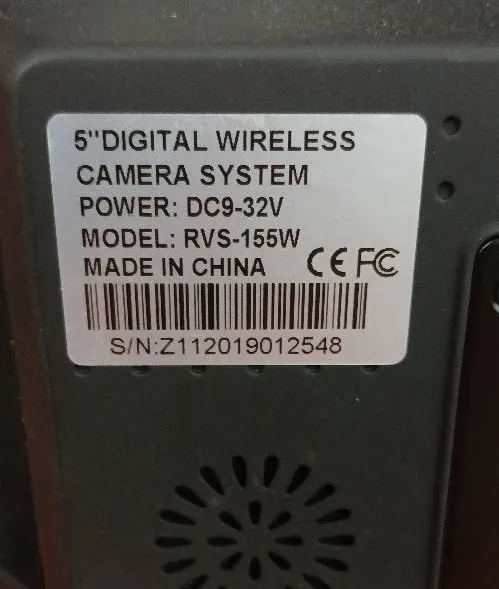 5"DIGITAL WIRELESS
CAMERA SYSTEM
POWER: DC9-32V
MODEL: RVS-155W
MADE IN CHINA CE FC
S/N:Z112019012548